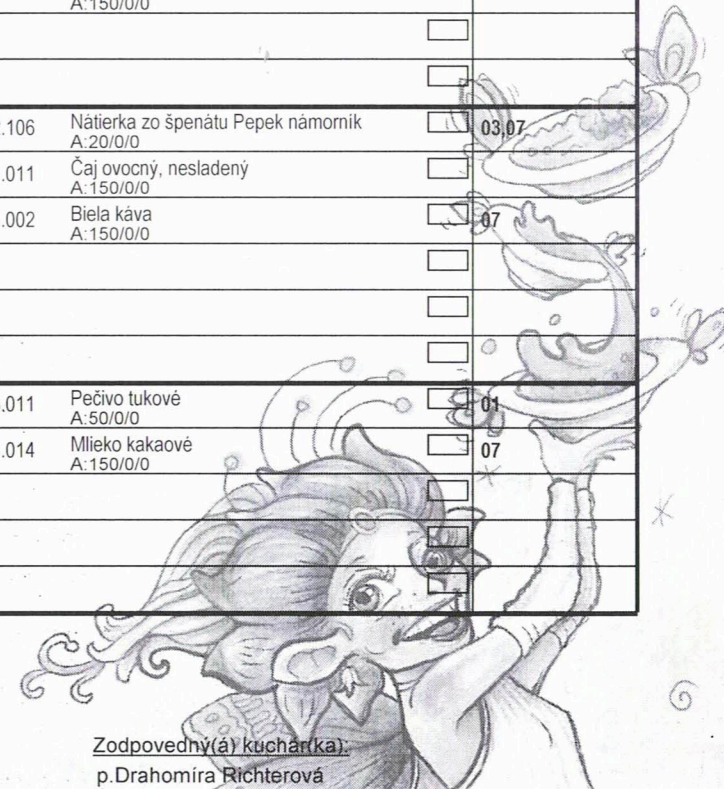 A:150/0/0
.106 Nátierka zo špenátu Pepek námorník 03,07
A:20/0/0
.011 Čaj ovocný, nesladený
A:150/0/0
.002 Biela káva 07
A:150/0/0
.011 Pečivo tukové 01
A:50/0/0
.014 Mlieko kakaové 07
A:150/0/0
Zodpovedný(á) kuchár(ka):
p.Drahomíra Richterová